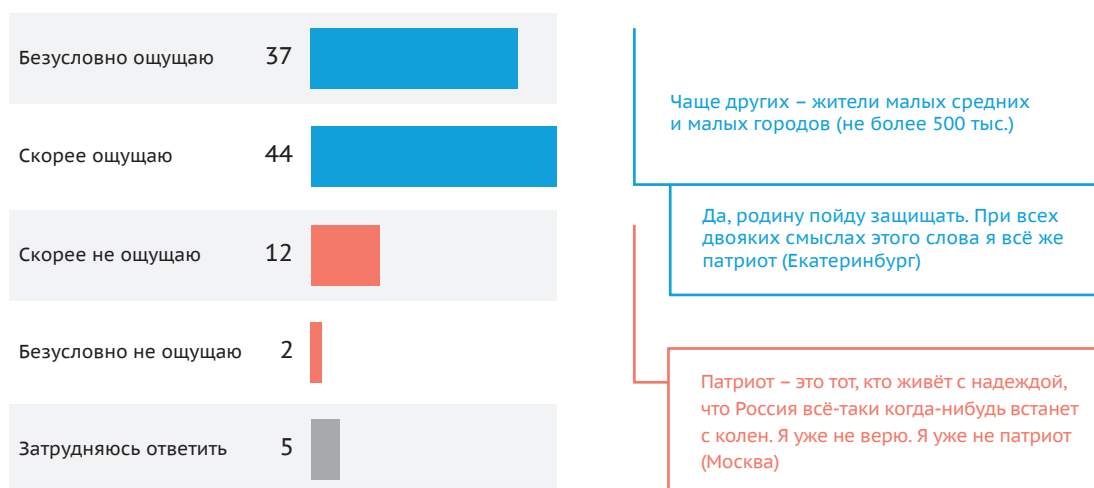 Безусловно ощущаю 37
Скорее ощущаю 44
Скорее не ощущаю 12
Безусловно не ощущаю 2
Затрудняюсь ответить 5
Чаще других – жители малых средних
и малых городов (не более 500 тыс.)
Да, родину пойду защищать. При всех
двояких смыслах этого слова я всё же
патриот (Екатеринбург)
Патриот – это тот, кто живёт с надеждой,
что Россия всё-таки когда-нибудь встанет
с колен. Я уже не верю. Я уже не патриот
(Москва)